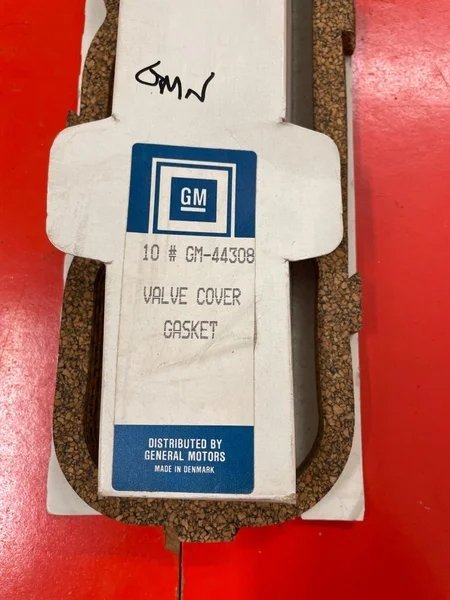 GMN
GM
10 # GM-44308
VALVE COVER
GASKET
DISTRIBUTED BY
GENERAL MOTORS
MADE IN DENMARK